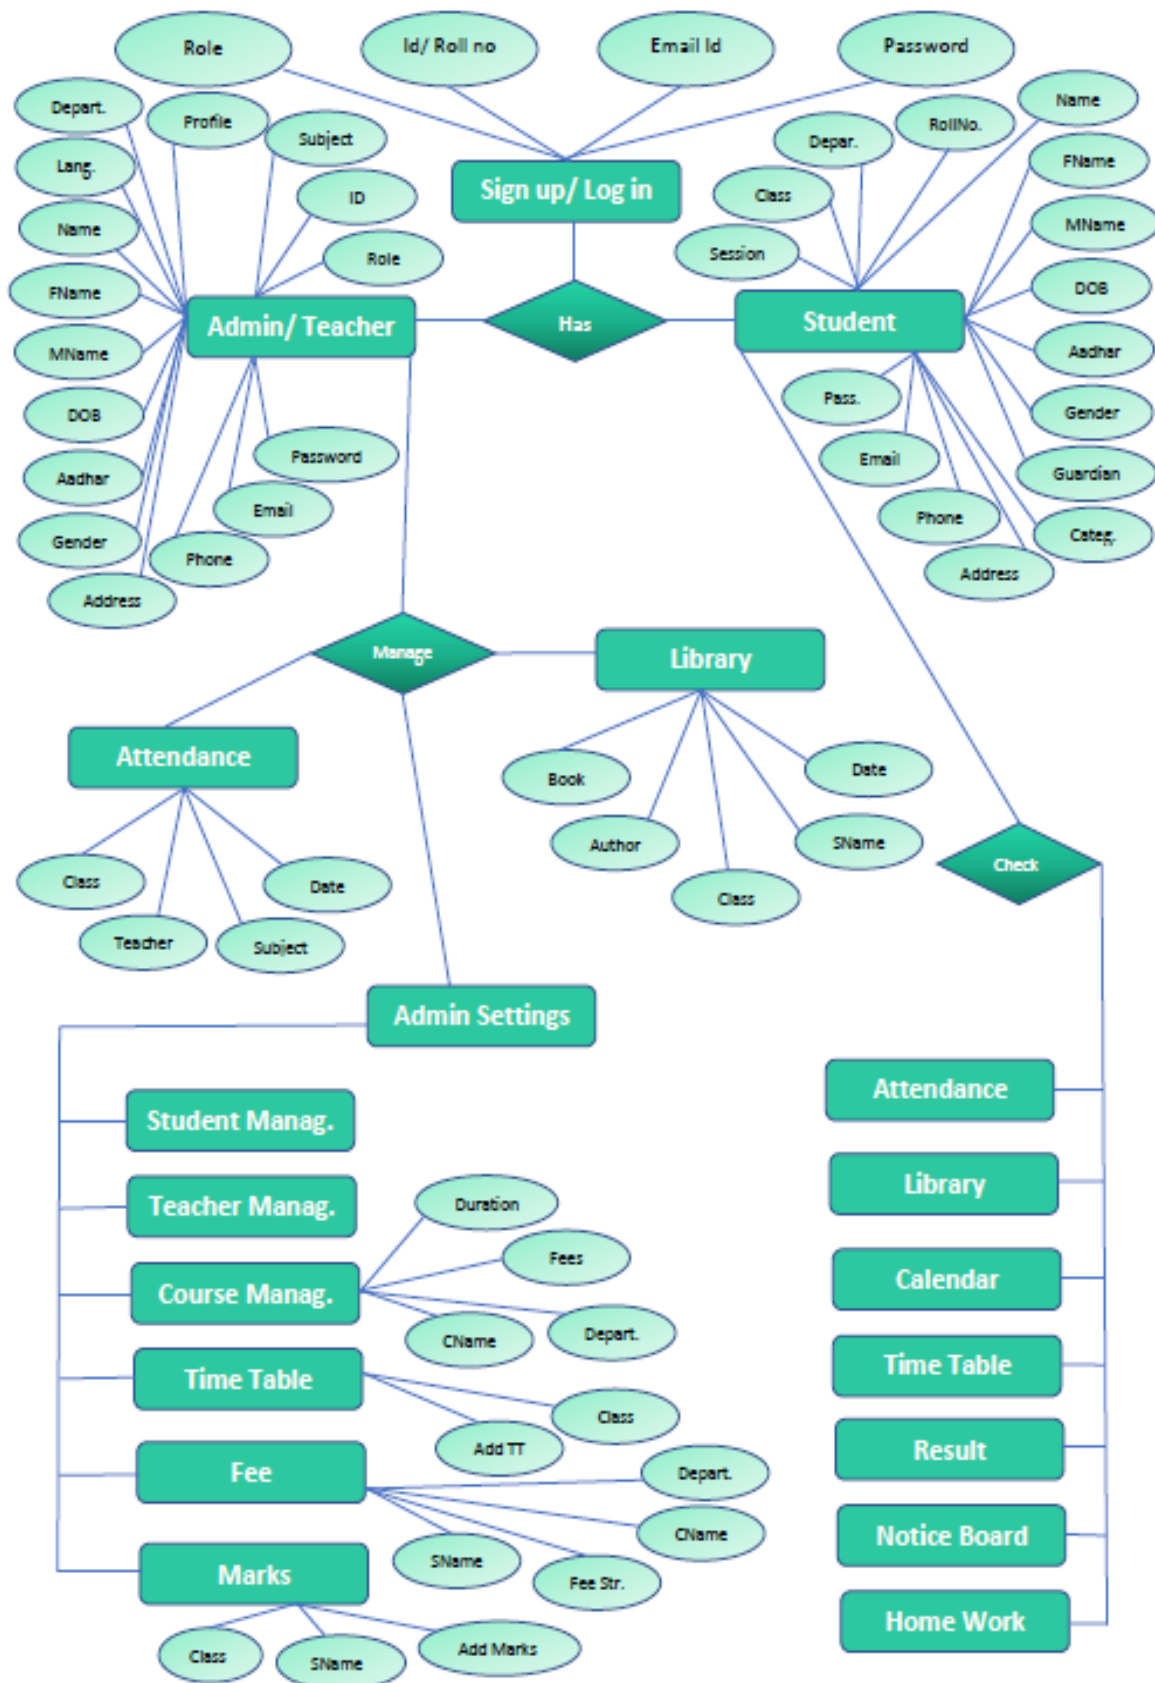 Role
Id/ Roll no
Email Id
Password
Depart.
Profile
Subject
Lang.
ID
Name
Role
FName
MName
DOB
Aadhar
Gender
Address
Phone
Email
Password
Sign up/ Log in
Admin/ Teacher
Has
Student
Name
RollNo.
Depar.
Class
Session
FName
MName
DOB
Aadhar
Gender
Guardian
Categ.
Address
Phone
Email
Pass.
Manage
Library
Attendance
Book
Author
Class
SName
Date
Class
Teacher
Subject
Date
Check
Admin Settings
Student Manag.
Teacher Manag.
Course Manag.
Duration
Fees
Depart.
CName
Time Table
Class
Add TT
Fee
Depart.
CName
Fee Str.
SName
Marks
Class
SName
Add Marks
Attendance
Library
Calendar
Time Table
Result
Notice Board
Home Work